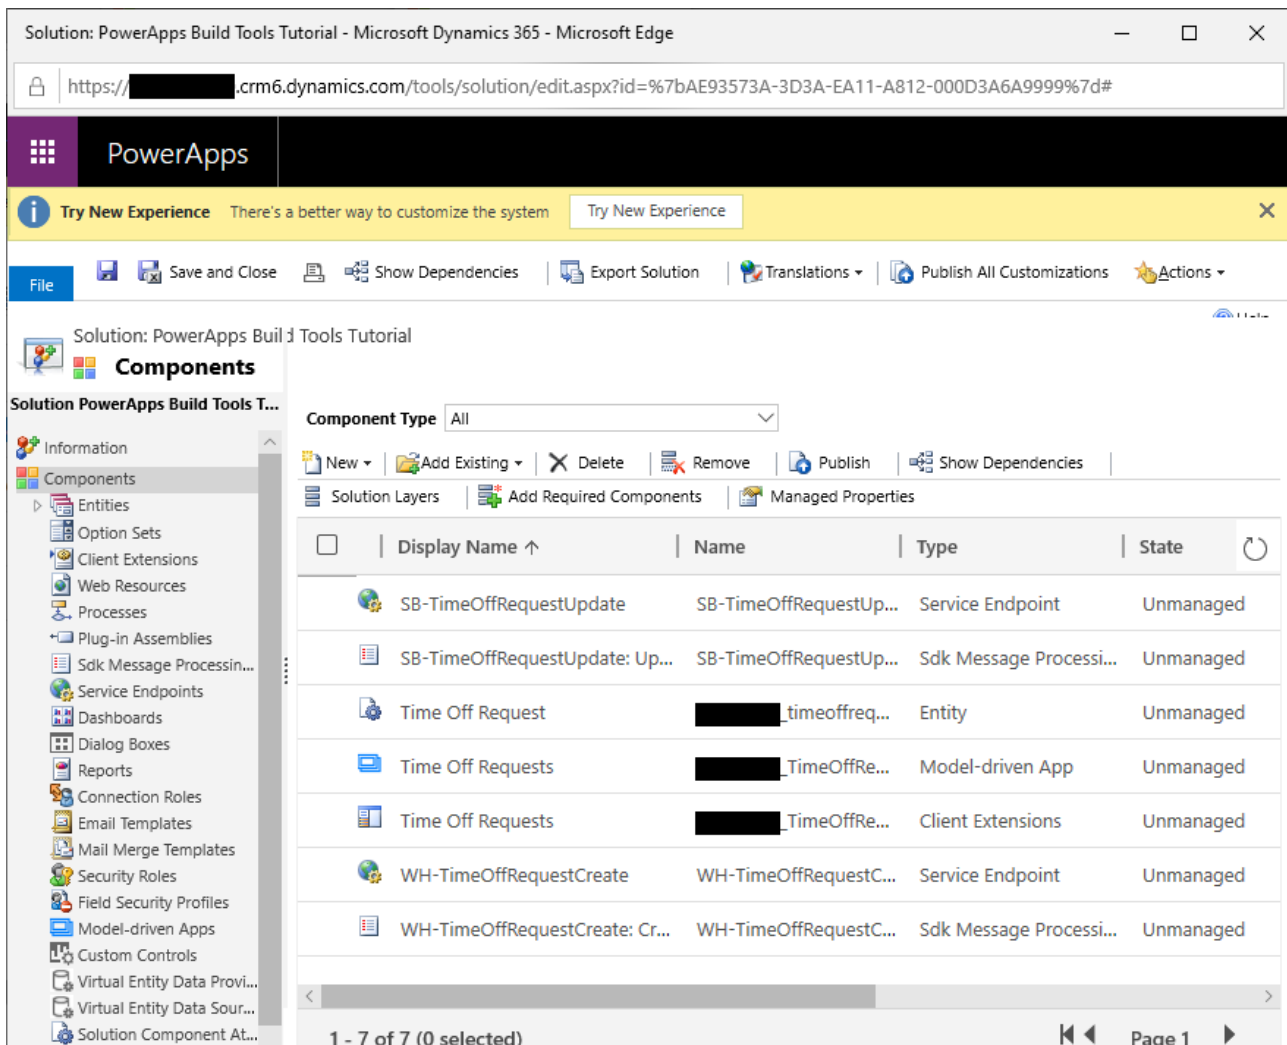 Solution: PowerApps Build Tools Tutorial - Microsoft Dynamics 365 - Microsoft Edge
https:// .crm6.dynamics.com/tools/solution/edit.aspx?id=%7bAE93573A-3D3A-EA11-A812-000D3A6A9999%7d#
PowerApps
Try New Experience There's a better way to customize the system Try New Experience
File Save and Close Show Dependencies Export Solution Translations Publish All Customizations Actions
Help
Solution: PowerApps Build Tools Tutorial
Components
Solution PowerApps Build Tools T...
Information
Components
Entities
Option Sets
Client Extensions
Web Resources
Processes
Plug-in Assemblies
Sdk Message Processin...
Service Endpoints
Dashboards
Dialog Boxes
Reports
Connection Roles
Email Templates
Mail Merge Templates
Security Roles
Field Security Profiles
Model-driven Apps
Custom Controls
Virtual Entity Data Provi...
Virtual Entity Data Sour...
Solution Component At...
Component Type All
New Add Existing Delete Remove Publish Show Dependencies
Solution Layers Add Required Components Managed Properties
Display Name ↑ Name Type State
SB-TimeOffRequestUpdate SB-TimeOffRequestUp... Service Endpoint Unmanaged
SB-TimeOffRequestUpdate: Up... SB-TimeOffRequestUp... Sdk Message Processi... Unmanaged
Time Off Request _timeoffreq... Entity Unmanaged
Time Off Requests _TimeOffRe... Model-driven App Unmanaged
Time Off Requests _TimeOffRe... Client Extensions Unmanaged
WH-TimeOffRequestCreate WH-TimeOffRequestC... Service Endpoint Unmanaged
WH-TimeOffRequestCreate: Cr... WH-TimeOffRequestC... Sdk Message Processi... Unmanaged
1 - 7 of 7 (0 selected) Page 1